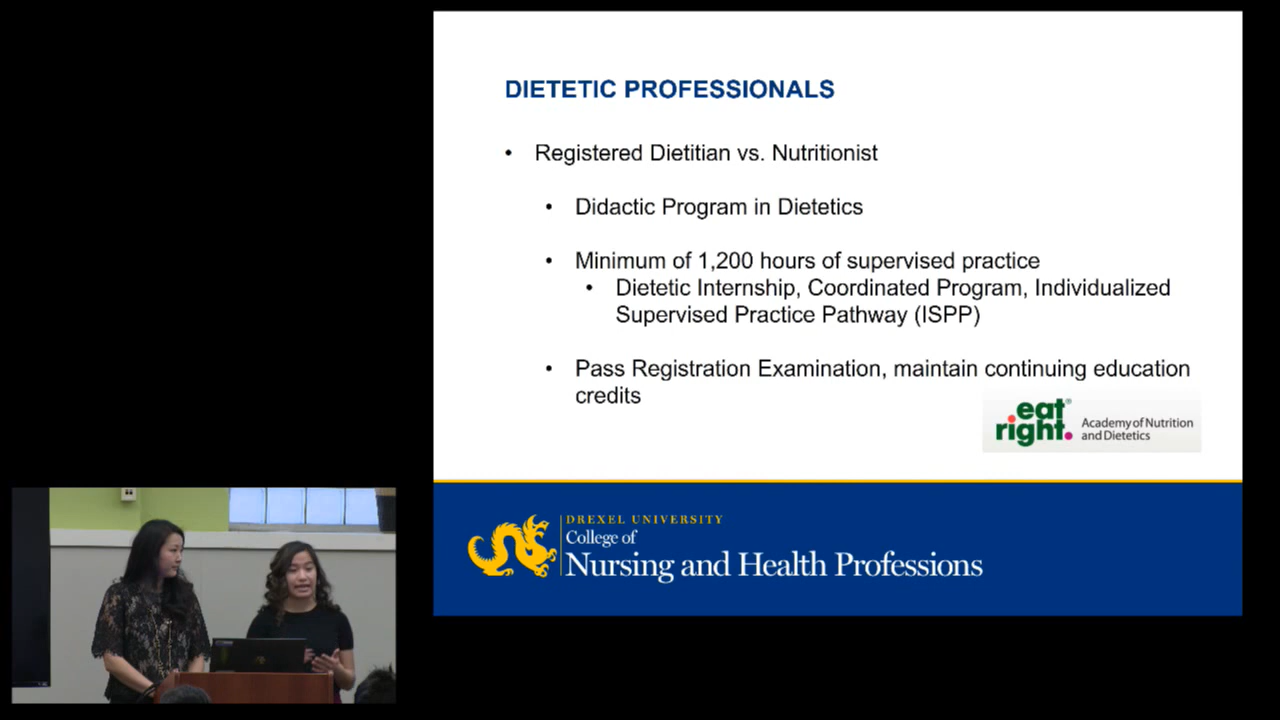 DIETETIC PROFESSIONALS
• Registered Dietitian vs. Nutritionist
• Didactic Program in Dietetics
• Minimum of 1,200 hours of supervised practice
• Dietetic Internship, Coordinated Program, Individualized
Supervised Practice Pathway (ISPP)
• Pass Registration Examination, maintain continuing education
credits
eat®
right.
Academy of Nutrition
and Dietetics
DREXEL UNIVERSITY
College of
Nursing and Health Professions